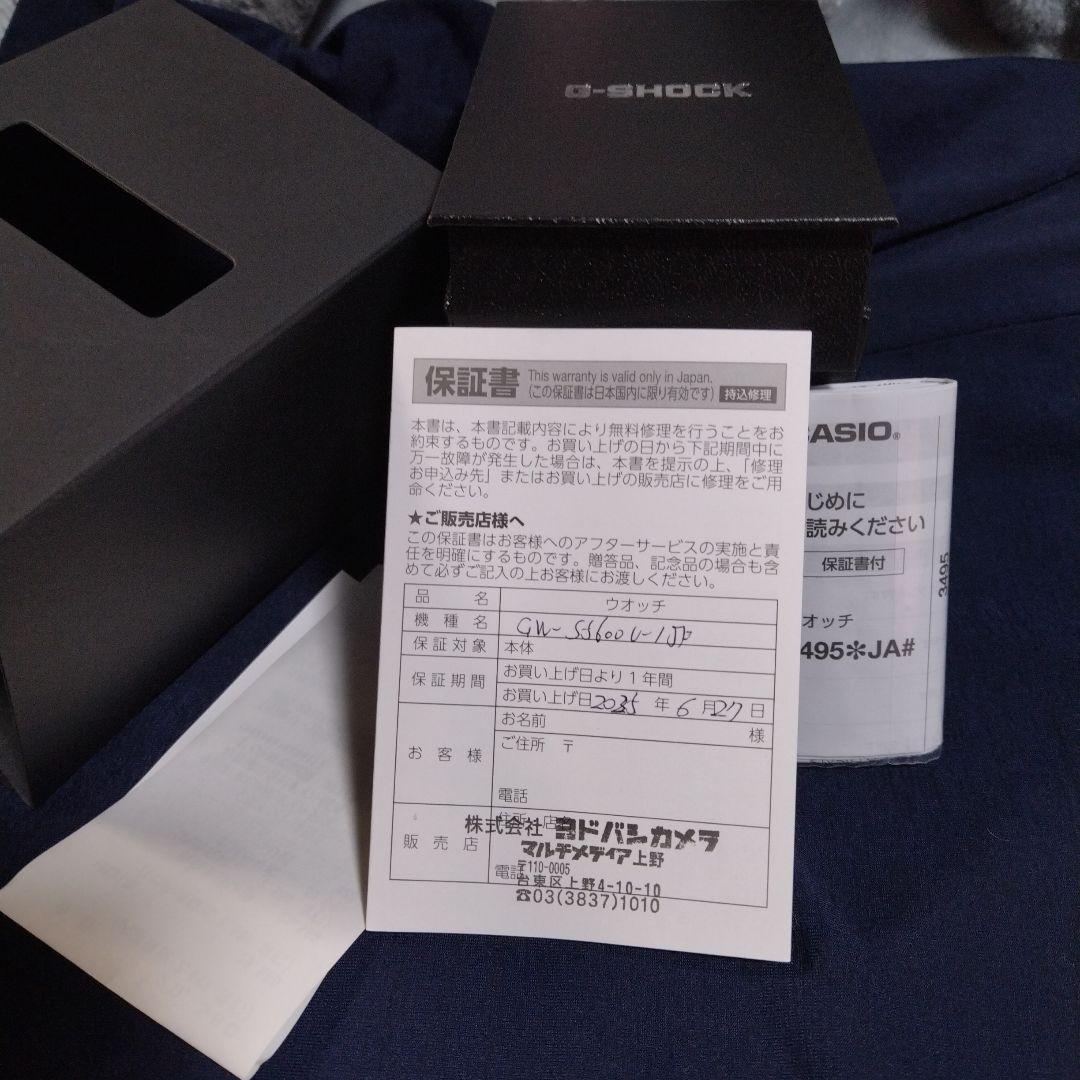 G-SHOCK
保証書 This warranty is valid only in Japan.
(この保証書は日本国内に限り有効です) 持込修理
本書は、本書記載内容により無料修理を行うことをお
約束するものです。お買い上げの日から下記期間中に
万一故障が発生した場合は、本書を提示の上、「修理
お申込み先」またはお買い上げの販売店に修理をご用
命ください。
★ご販売店様へ
この保証書はお客様へのアフターサービスの実施と責
任を明確にするものです。贈答品、記念品の場合も含
めて必ずご記入の上お客様にお渡しください。
品名 ウオッチ
機種名
保証対象 本体
保証期間 お買い上げ日より1年間
お買い上げ日 年 6月27日
お客様 お名前 様
ご住所 〒
電話
販売店 住所・店
株式会社 ヨドバシカメラ
マルチメディア上野
〒110-0005
台東区上野4-10-10
電話
☎03(3837)1010
CASIO®
じめに
読みください
保証書付
3495
オッチ
495✻JA#